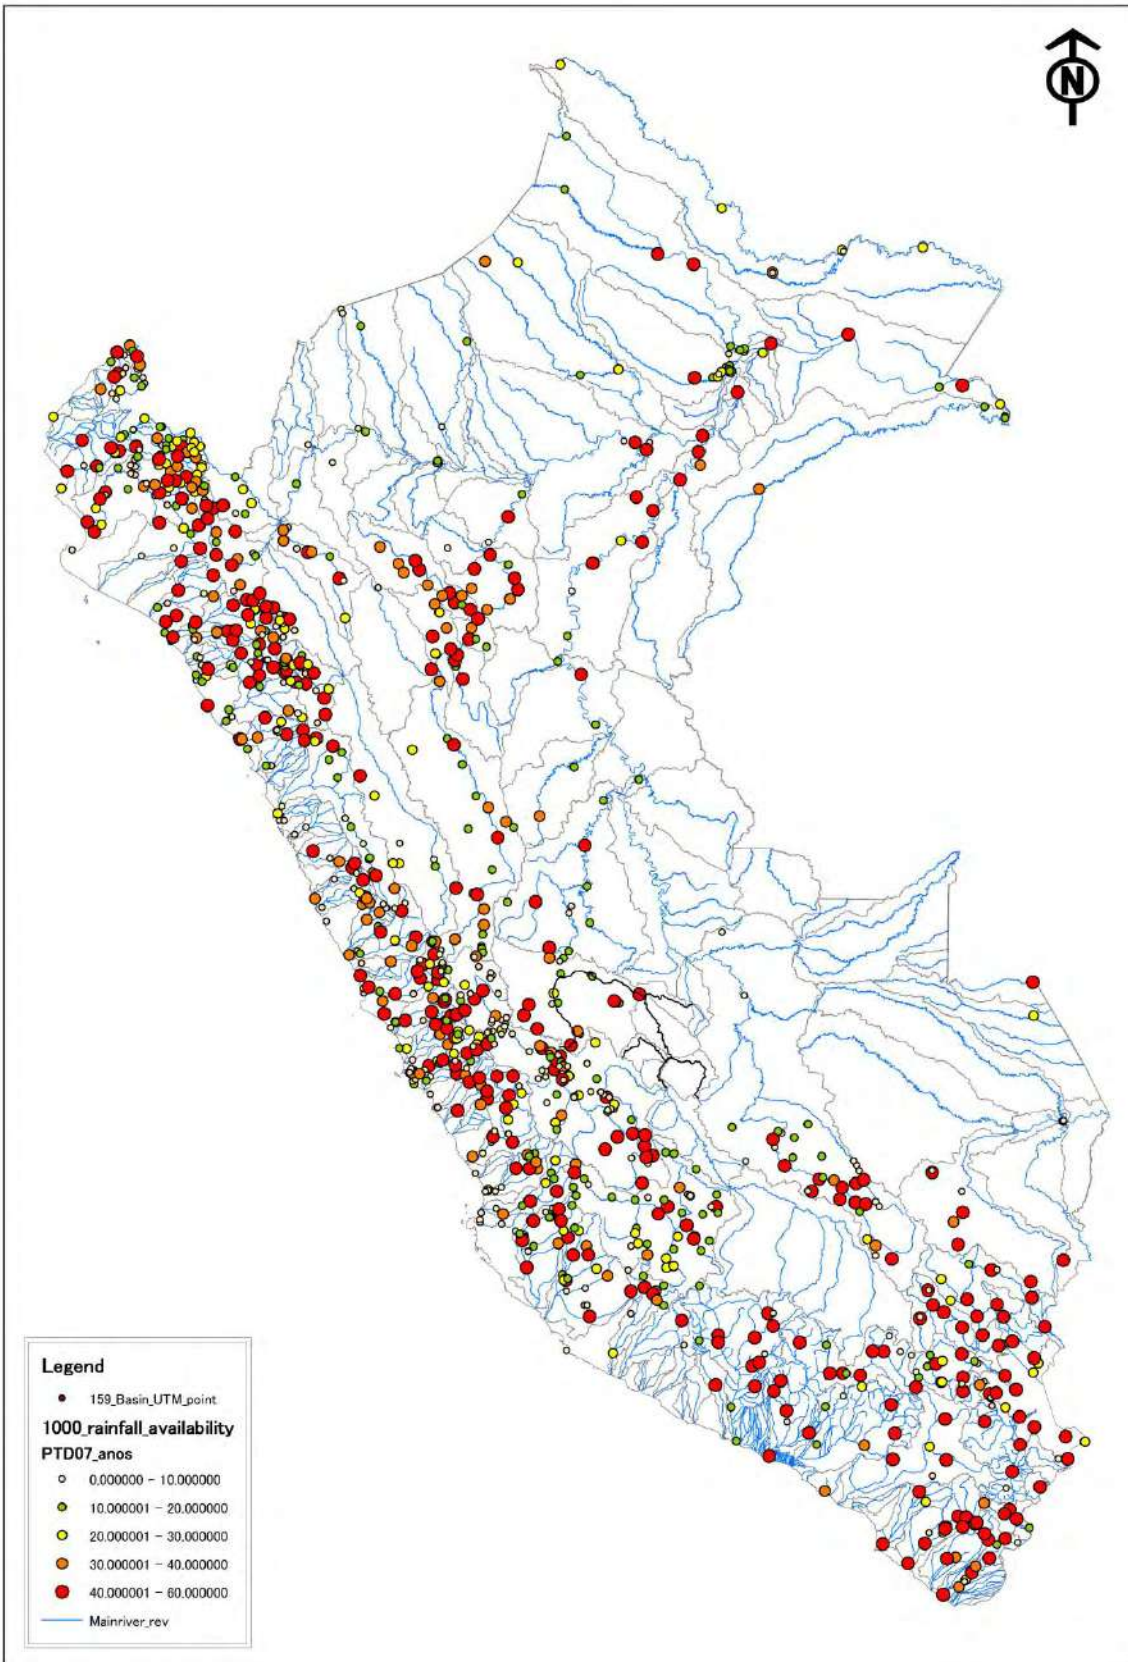 N
Legend
159_Basin_UTM_point
1000_rainfall_availability
PTD07_anos
0.000000 - 10.000000
10.000001 - 20.000000
20.000001 - 30.000000
30.000001 - 40.000000
40.000001 - 60.000000
Mainriver_rev